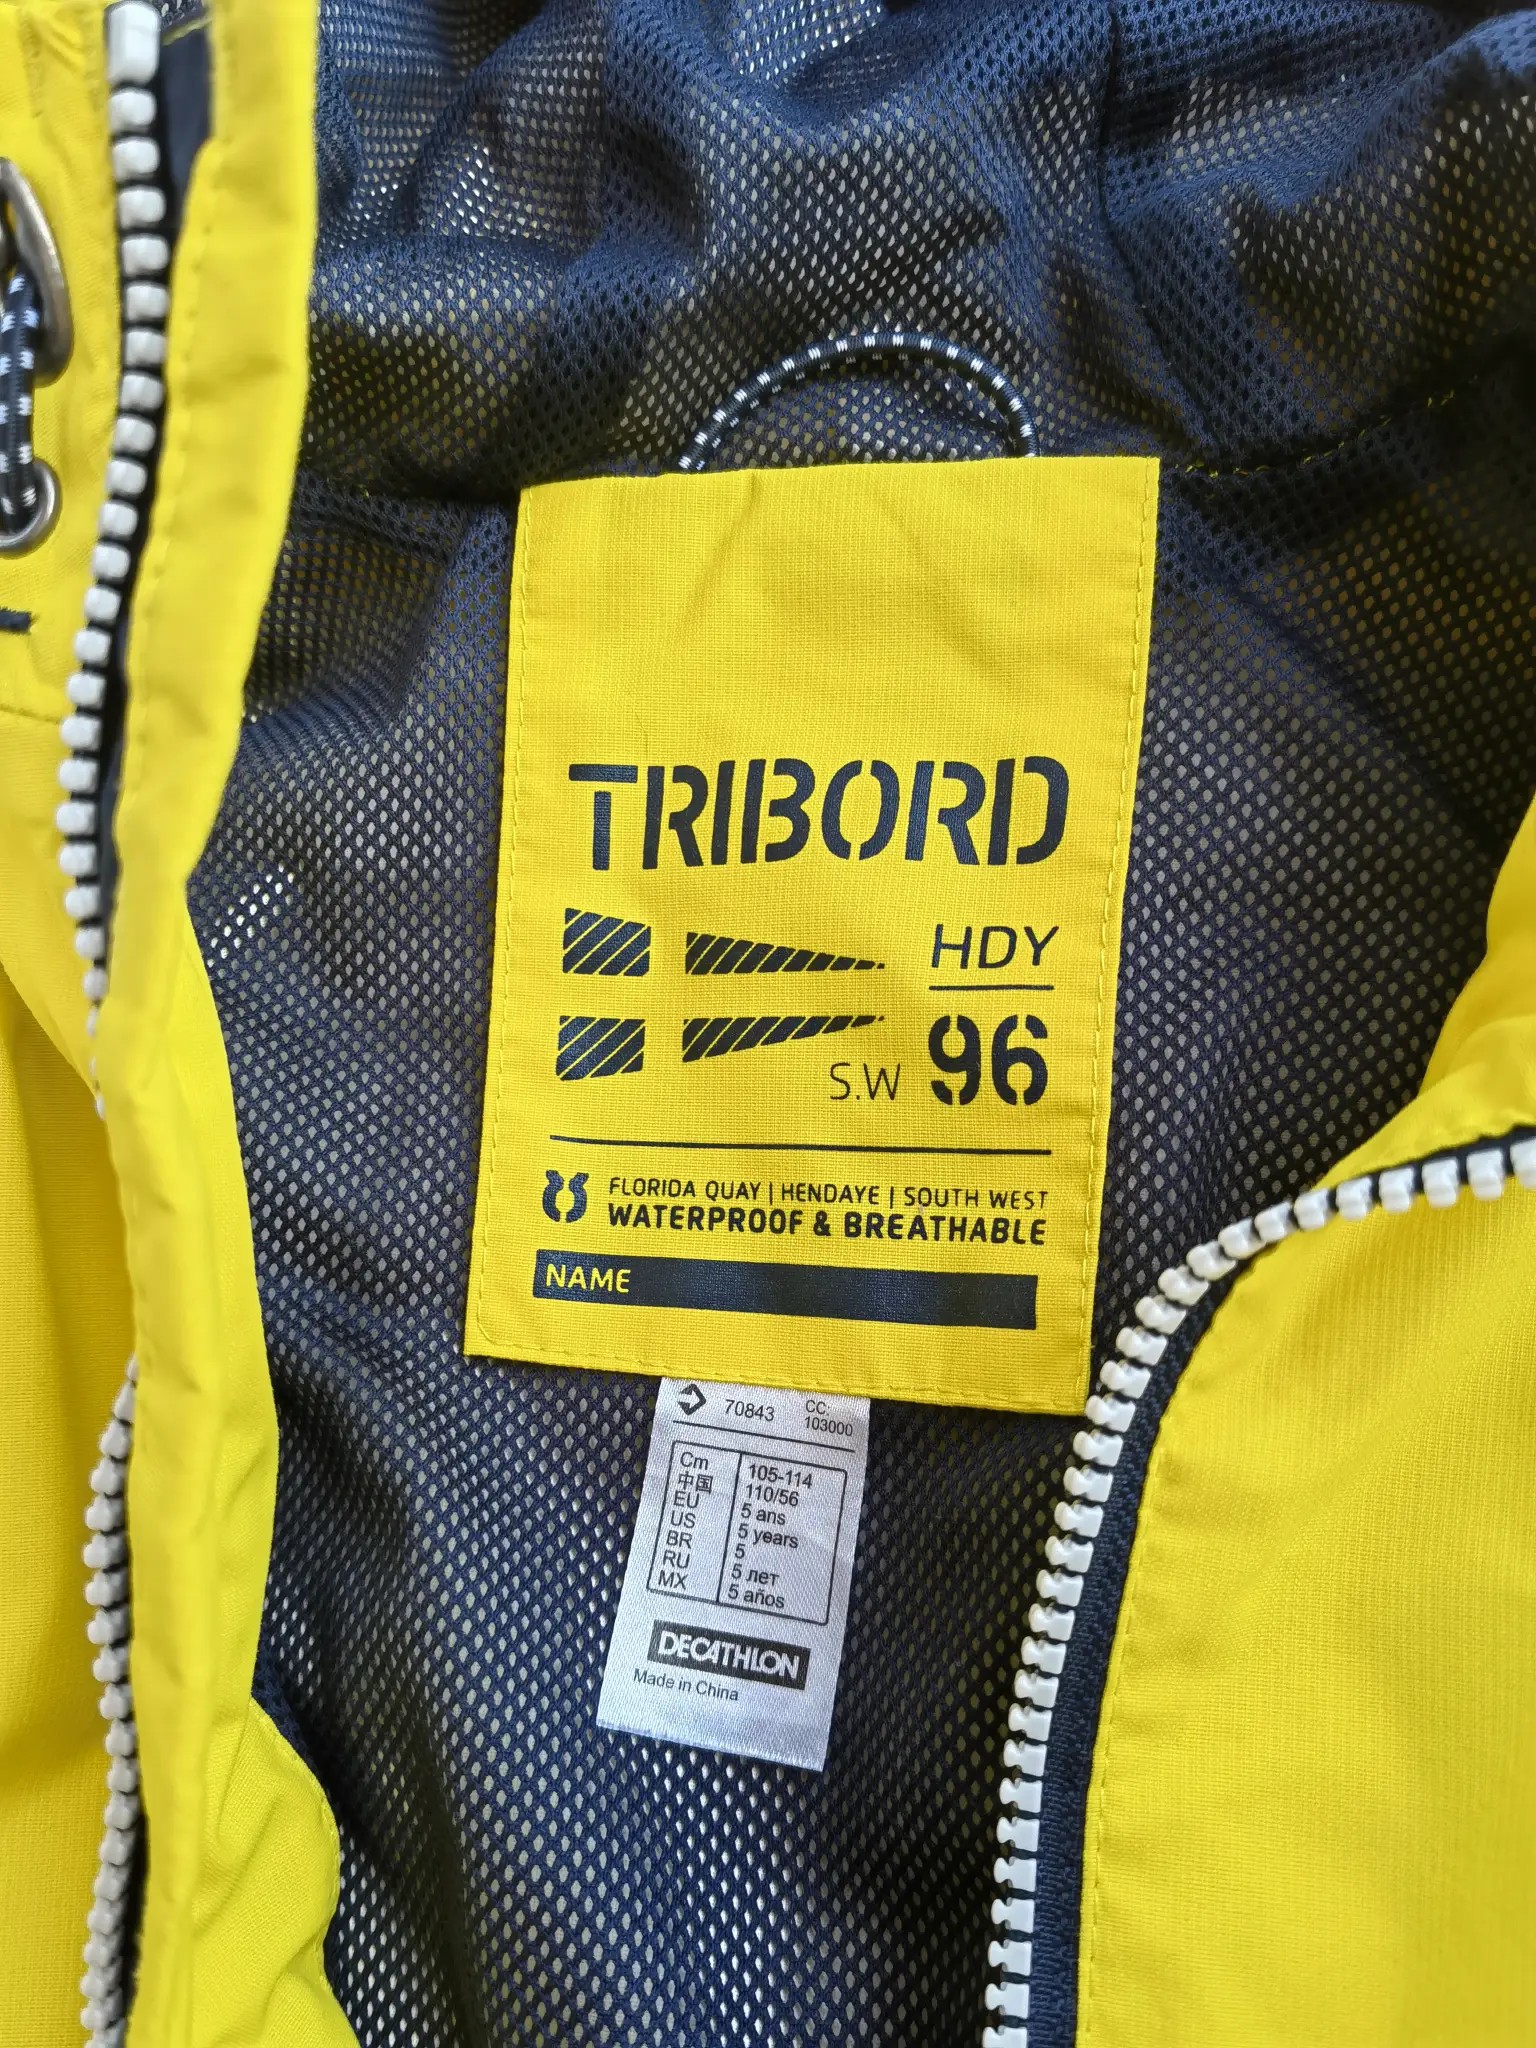 TRIBORD
HDY
S.W 96
FLORIDA QUAY | HENDAYE | SOUTH WEST
WATERPROOF & BREATHABLE
NAME
70843 CC: 103000
Cm 105-114
中国 110/56
EU 5 ans
US 5 years
BR 5
RU 5 лет
MX 5 años
DECATHLON
Made in China